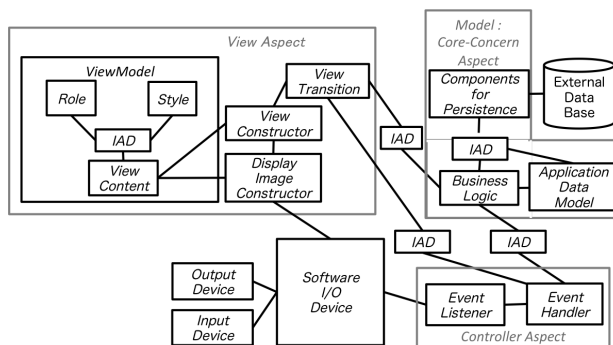 View Aspect
ViewModel
Role
Style
IAD
View
Content
View
Transition
View
Constructor
Display
Image
Constructor
Model :
Core-Concern
Aspect
Components
for
Persistence
External
Data
Base
IAD
IAD
Business
Logic
Application
Data
Model
IAD
IAD
Output
Device
Input
Device
Software
I/O
Device
Event
Listener
Event
Handler
Controller Aspect